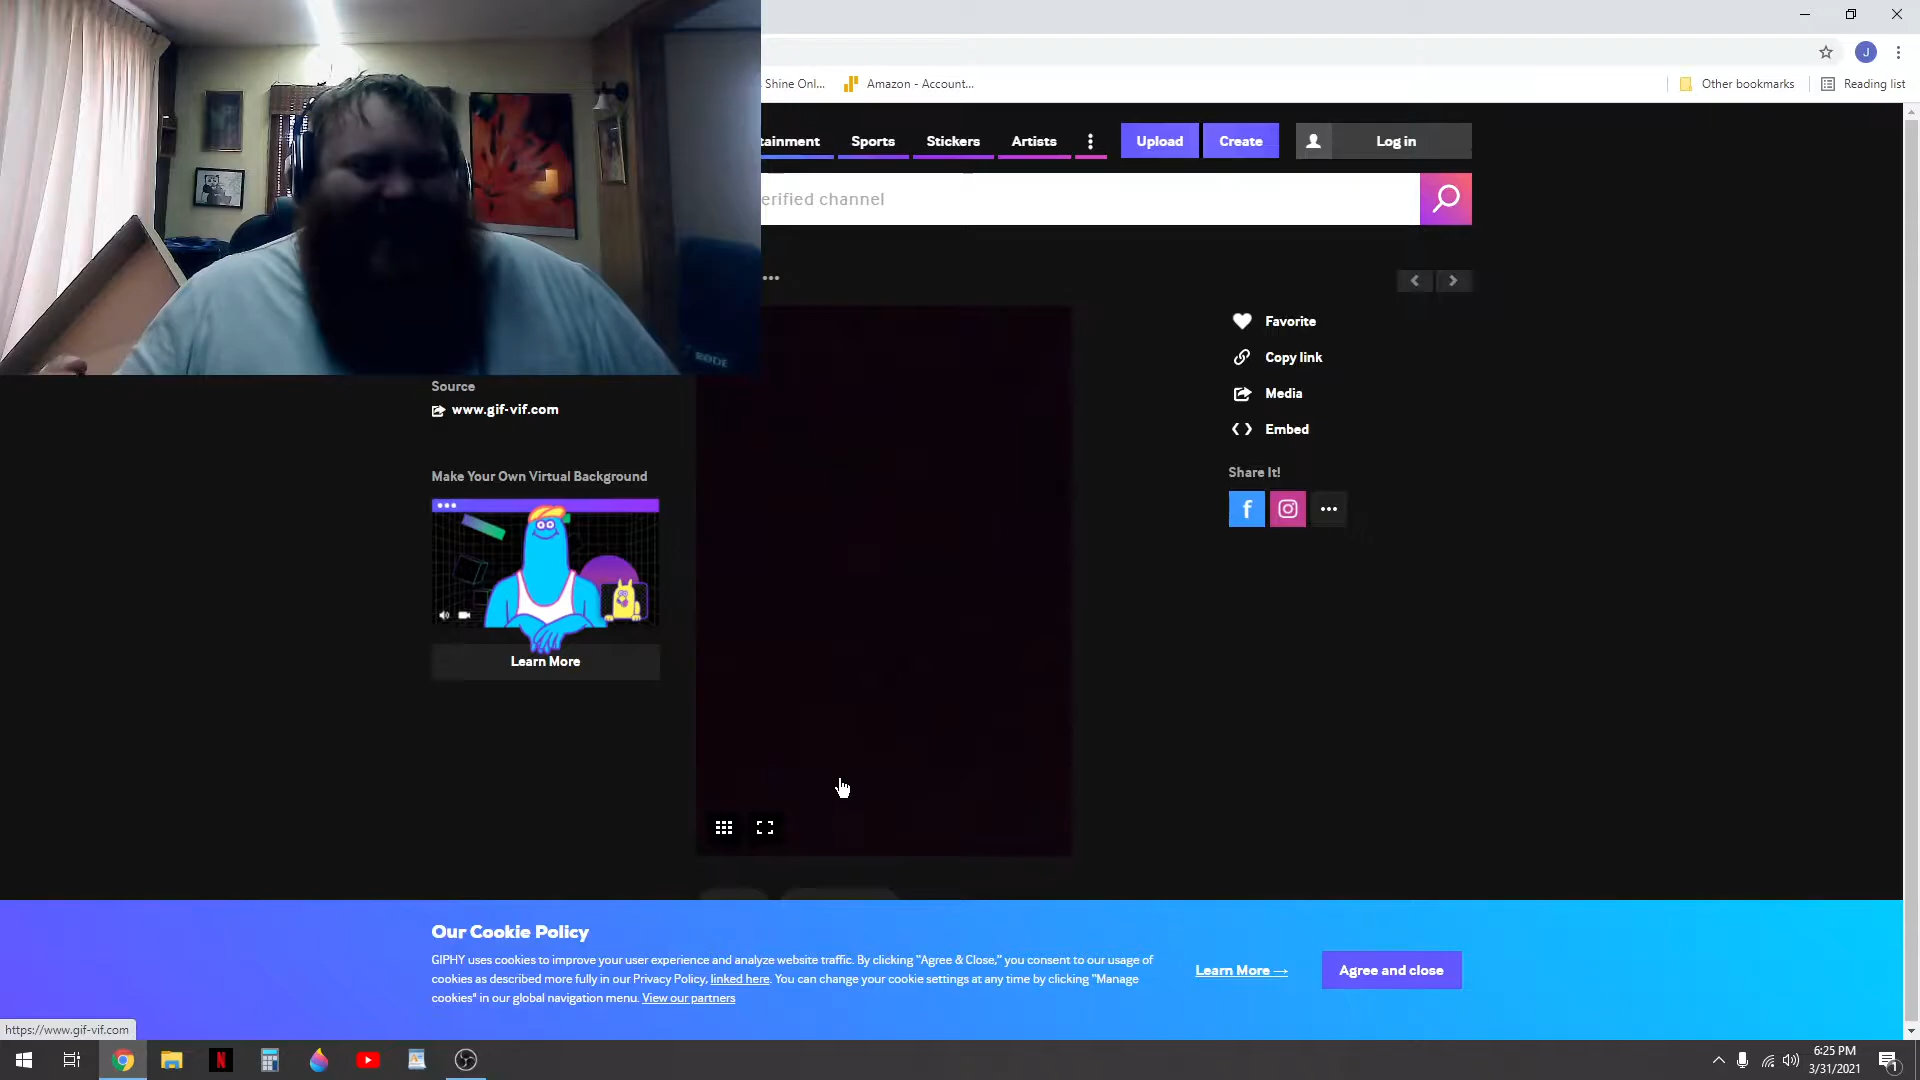 Shine Onl...
Amazon - Account...
Other bookmarks
Reading list
J
tainment
Sports
Stickers
Artists
Upload
Create
Log in
erified channel
RODE
Favorite
Copy link
Media
Embed
Share It!
f
Source
www.gif-vif.com
Make Your Own Virtual Background
Learn More
Our Cookie Policy
GIPHY uses cookies to improve your user experience and analyze website traffic. By clicking "Agree & Close," you consent to our usage of
cookies as described more fully in our Privacy Policy, linked here. You can change your cookie settings at any time by clicking "Manage
cookies" in our global navigation menu. View our partners
Learn More →
Agree and close
https://www.gif-vif.com
N
6:25 PM
3/31/2021
1